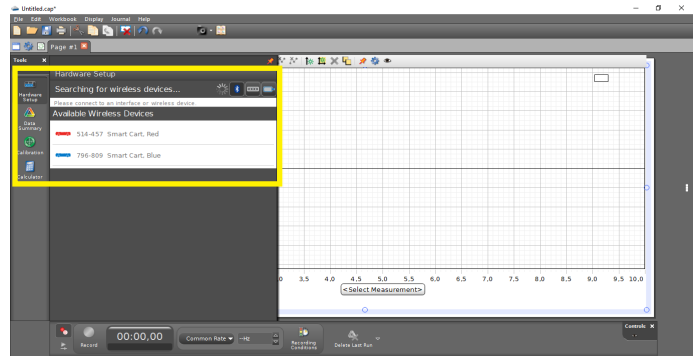 Untitled.cap*
File Edit Workbook Display Journal Help
Page #1
Tools
Hardware Setup
Hardware Setup
Searching for wireless devices...
Please connect to an interface or wireless device
Available Wireless Devices
Data Summary
514-457 Smart Cart, Red
Calibration
796-809 Smart Cart, Blue
Calculator
0 3.5 4.0 4.5 5.0 5.5 6.0 6.5 7.0 7.5 8.0 8.5 9.0 9.5 10.0
<Select Measurement>
Controls
Record
00:00.00
Common Rate
--Hz
Recording Conditions
Delete Last Run
--